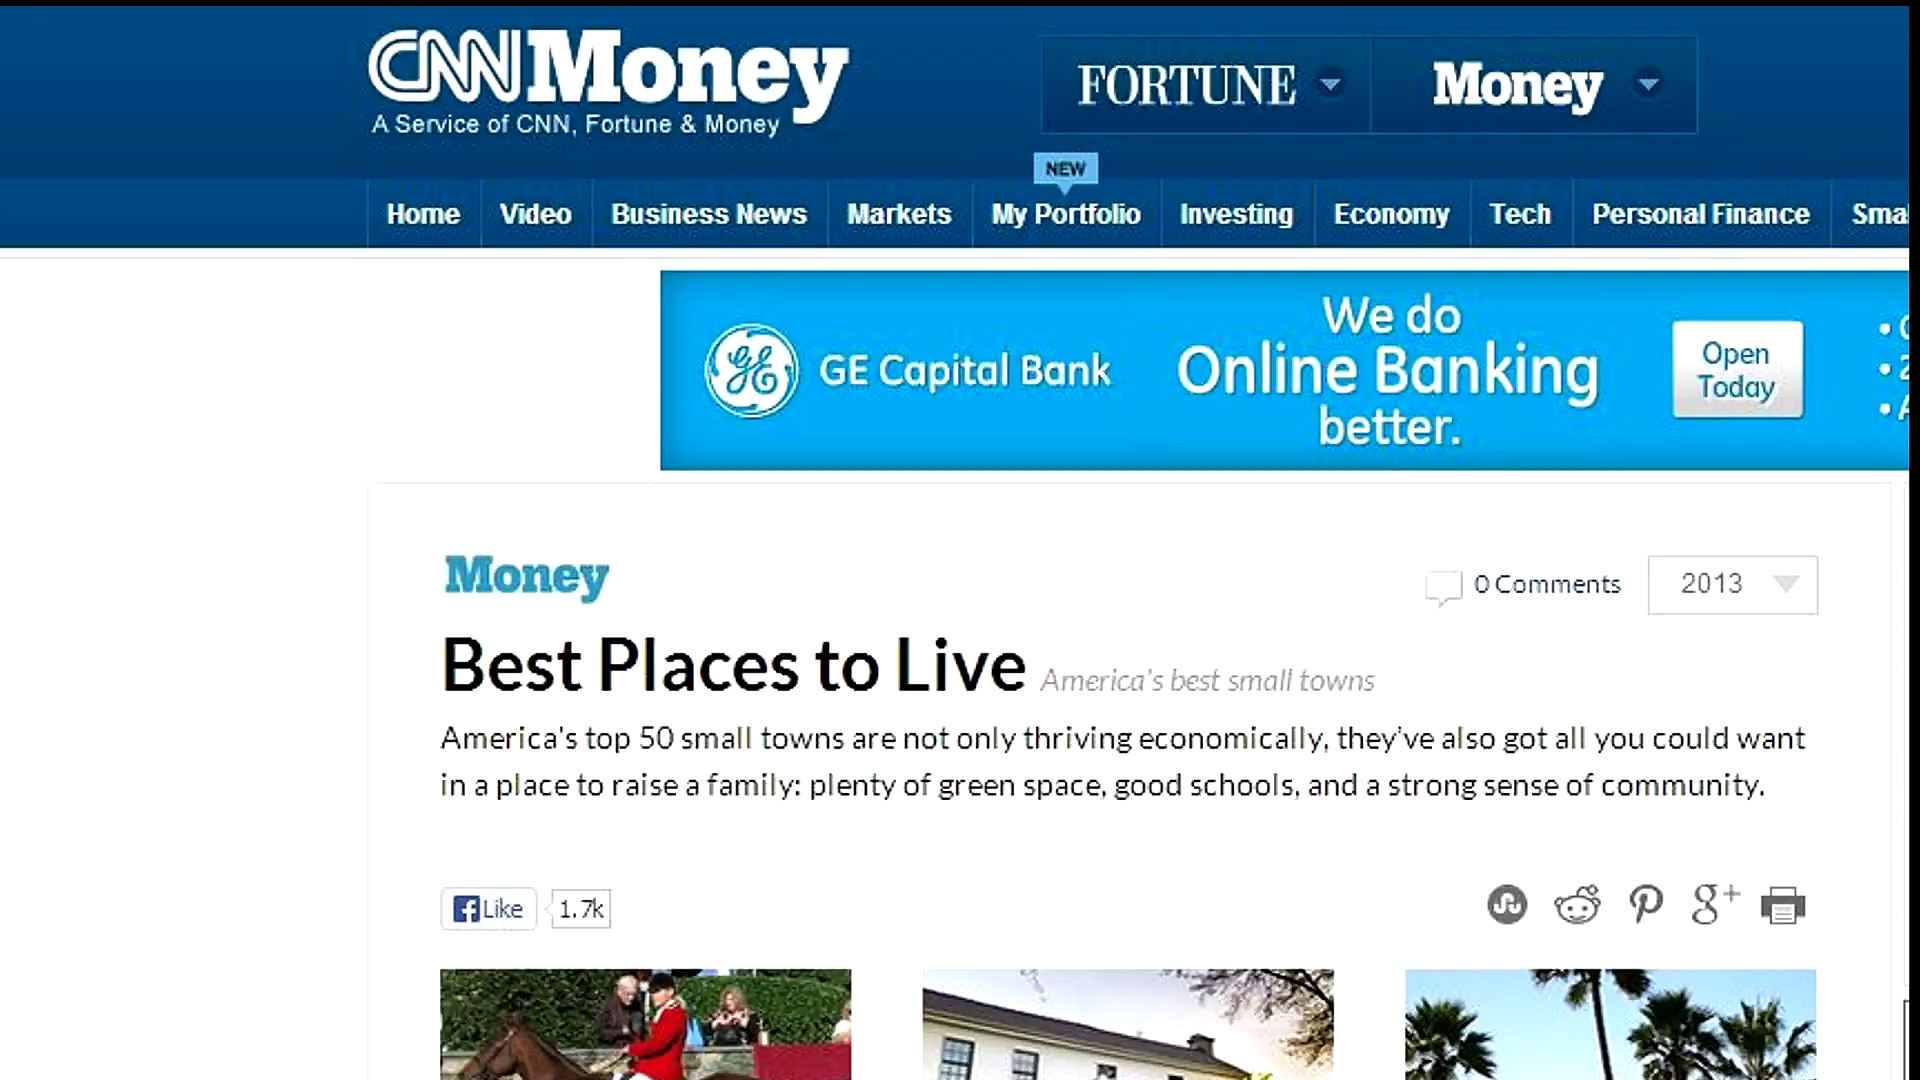 CNNMoney
A Service of CNN, Fortune & Money
FORTUNE
Money
NEW
Home
Video
Business News
Markets
My Portfolio
Investing
Economy
Tech
Personal Finance
GE Capital Bank
We do
Online Banking
better.
Open
Today
Money
0 Comments
2013
Best Places to Live America's best small towns
America's top 50 small towns are not only thriving economically, they've also got all you could want
in a place to raise a family: plenty of green space, good schools, and a strong sense of community.
Like
1.7k
g+